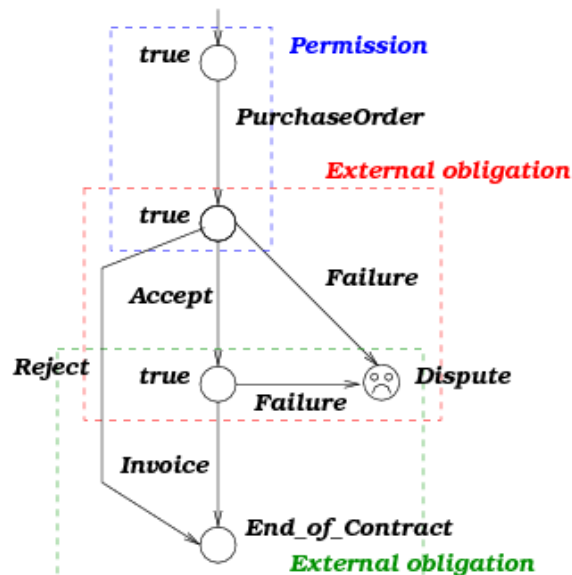 true
Permission
PurchaseOrder
External obligation
true
Failure
Accept
Reject
true
Dispute
Failure
Invoice
End_of_Contract
External obligation